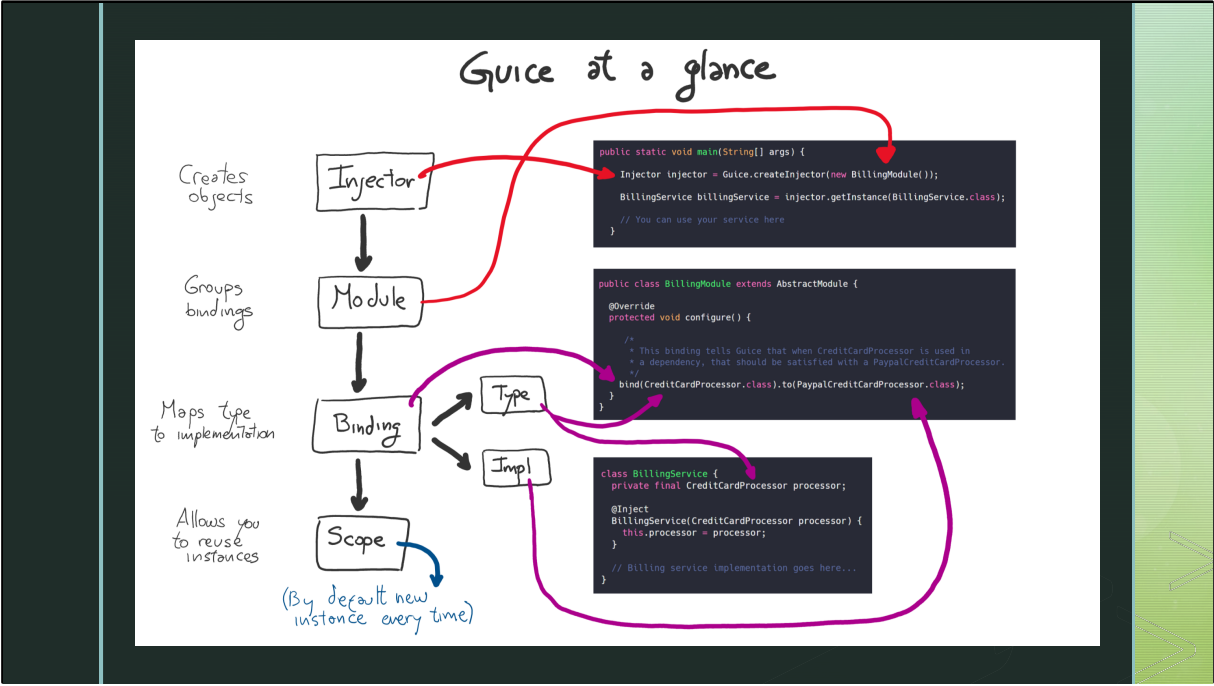 Guice at a glance
Creates
objects
Injector
Groups
bindings
Module
Maps type
to implementation
Binding
Type
Impl
Allows you
to reuse
instances
Scope
(By default new
instance every time)
public static void main(String[] args) {
Injector injector = Guice.createInjector(new BillingModule());
BillingService billingService = injector.getInstance(BillingService.class);
// You can use your service here
}
public class BillingModule extends AbstractModule {
@Override
protected void configure() {
/*
* This binding tells Guice that when CreditCardProcessor is used in
* a dependency, that should be satisfied with a PaypalCreditCardProcessor.
*/
bind(CreditCardProcessor.class).to(PaypalCreditCardProcessor.class);
}
}
class BillingService {
private final CreditCardProcessor processor;
@Inject
BillingService(CreditCardProcessor processor) {
this.processor = processor;
}
// Billing service implementation goes here...
}